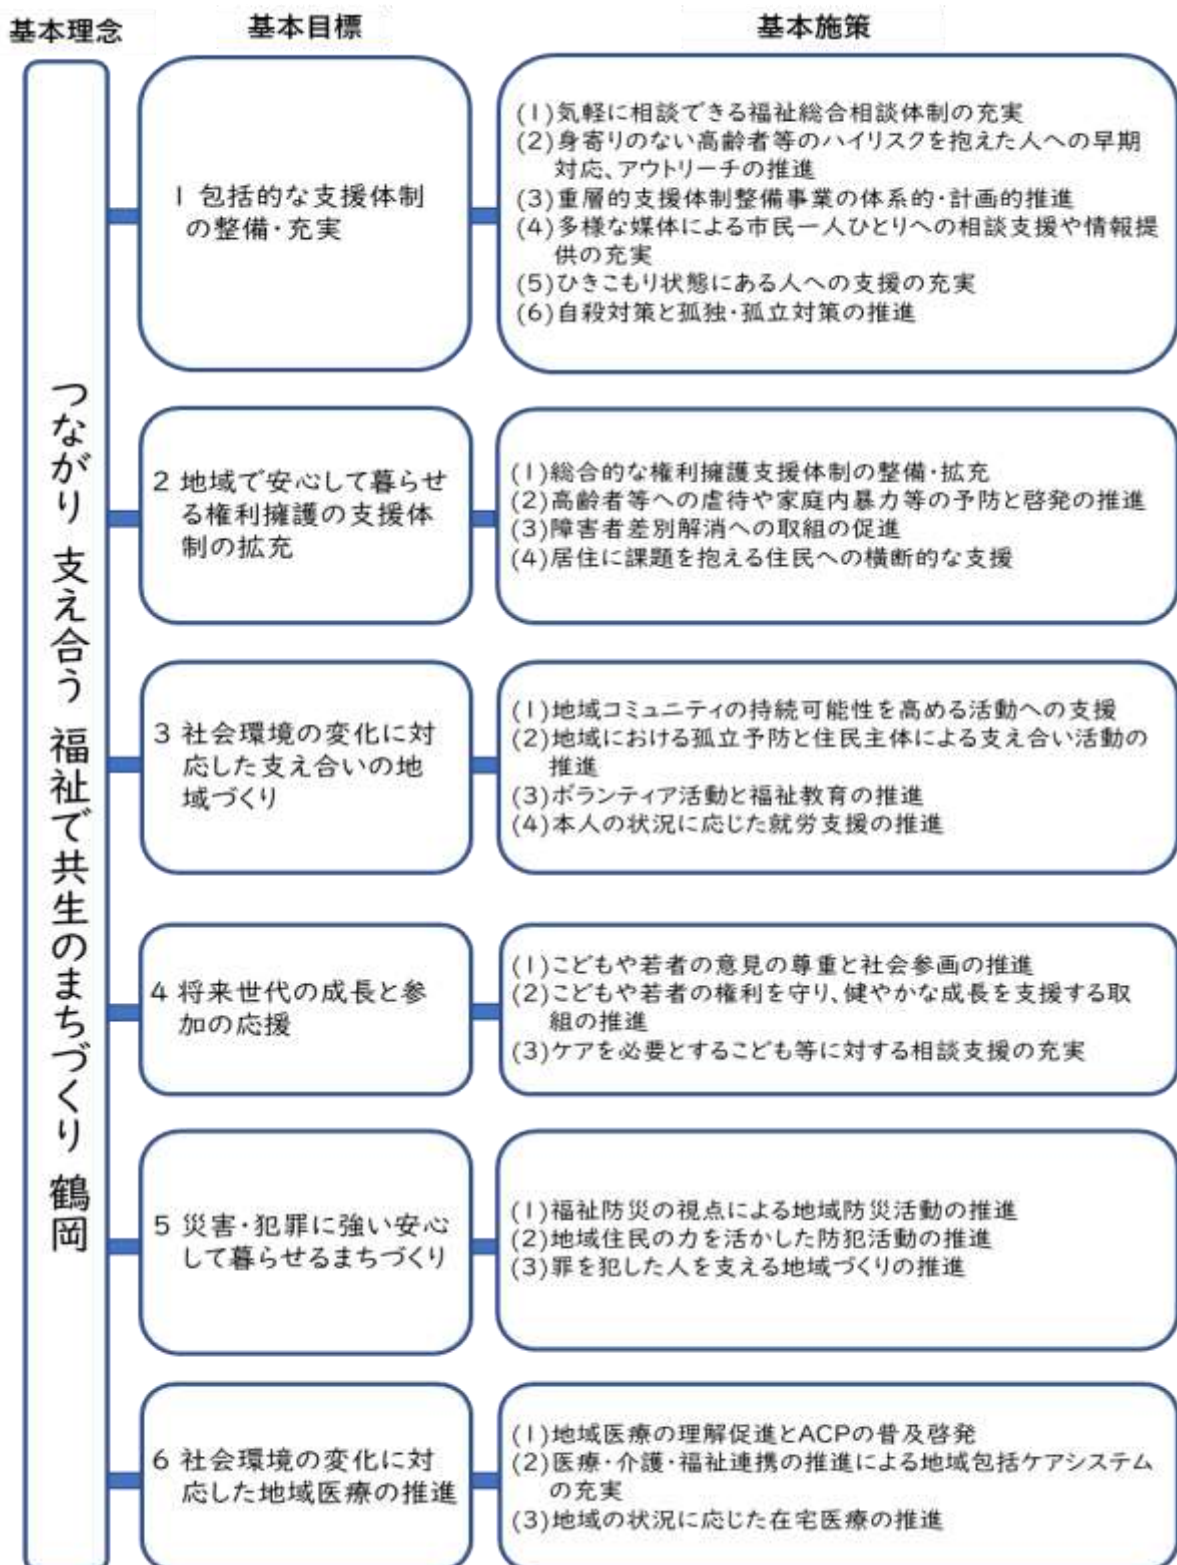 基本理念
基本目標
基本施策
つながり 支え合う 福祉で共生のまちづくり 鶴岡
1 包括的な支援体制
の整備・充実
(1)気軽に相談できる福祉総合相談体制の充実
(2)身寄りのない高齢者等のハイリスクを抱えた人への早期
対応、アウトリーチの推進
(3)重層的支援体制整備事業の体系的・計画的推進
(4)多様な媒体による市民一人ひとりへの相談支援や情報提
供の充実
(5)ひきこもり状態にある人への支援の充実
(6)自殺対策と孤独・孤立対策の推進
2 地域で安心して暮らせ
る権利擁護の支援体
制の拡充
(1)総合的な権利擁護支援体制の整備・拡充
(2)高齢者等への虐待や家庭内暴力等の予防と啓発の推進
(3)障害者差別解消への取組の促進
(4)居住に課題を抱える住民への横断的な支援
3 社会環境の変化に対
応した支え合いの地
域づくり
(1)地域コミュニティの持続可能性を高める活動への支援
(2)地域における孤立予防と住民主体による支え合い活動の
推進
(3)ボランティア活動と福祉教育の推進
(4)本人の状況に応じた就労支援の推進
4 将来世代の成長と参
加の応援
(1)こどもや若者の意見の尊重と社会参画の推進
(2)こどもや若者の権利を守り、健やかな成長を支援する取
組の推進
(3)ケアを必要とするこども等に対する相談支援の充実
5 災害・犯罪に強い安心
して暮らせるまちづくり
(1)福祉防災の視点による地域防災活動の推進
(2)地域住民の力を活かした防犯活動の推進
(3)罪を犯した人を支える地域づくりの推進
6 社会環境の変化に対
応した地域医療の推進
(1)地域医療の理解促進とACPの普及啓発
(2)医療・介護・福祉連携の推進による地域包括ケアシステム
の充実
(3)地域の状況に応じた在宅医療の推進